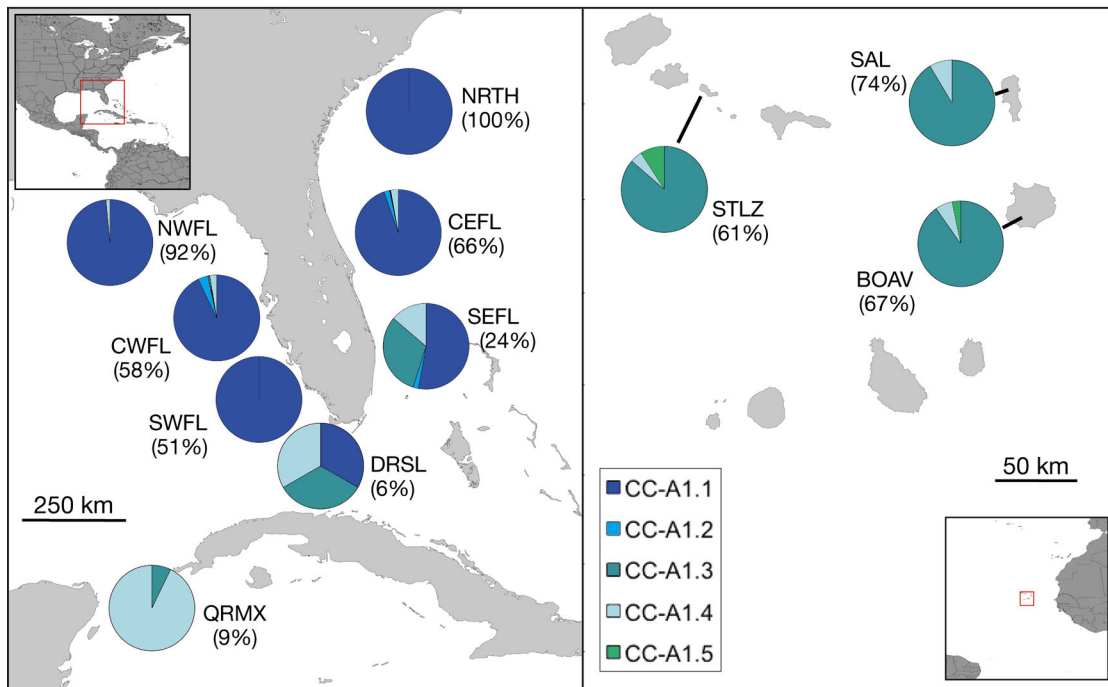 NRTH
(100%)
NWFL
(92%)
CEFL
(66%)
CWFL
(58%)
SEFL
(24%)
SWFL
(51%)
DRSL
(6%)
250 km
QRMX
(9%)
SAL
(74%)
STLZ
(61%)
BOAV
(67%)
CC-A1.1
CC-A1.2
CC-A1.3
CC-A1.4
CC-A1.5
50 km